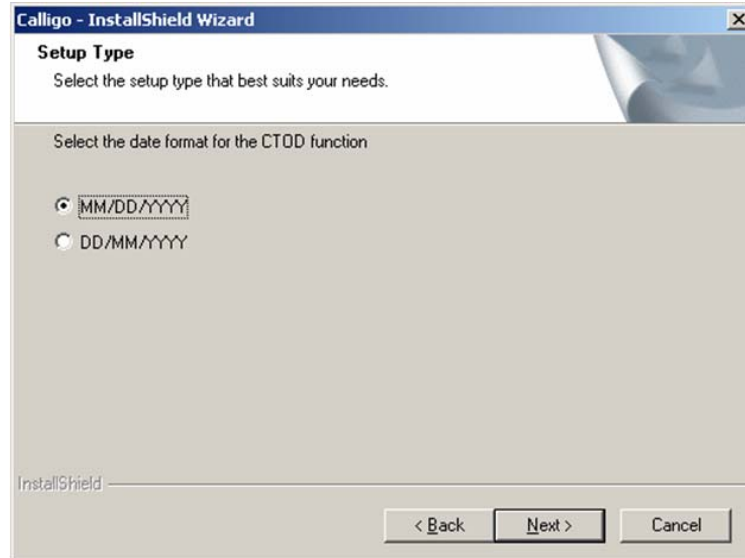 Calligo - InstallShield Wizard
Setup Type
Select the setup type that best suits your needs.
Select the date format for the CTOD function
MM/DD/YYYY
DD/MM/YYYY
InstallShield
< Back
Next >
Cancel